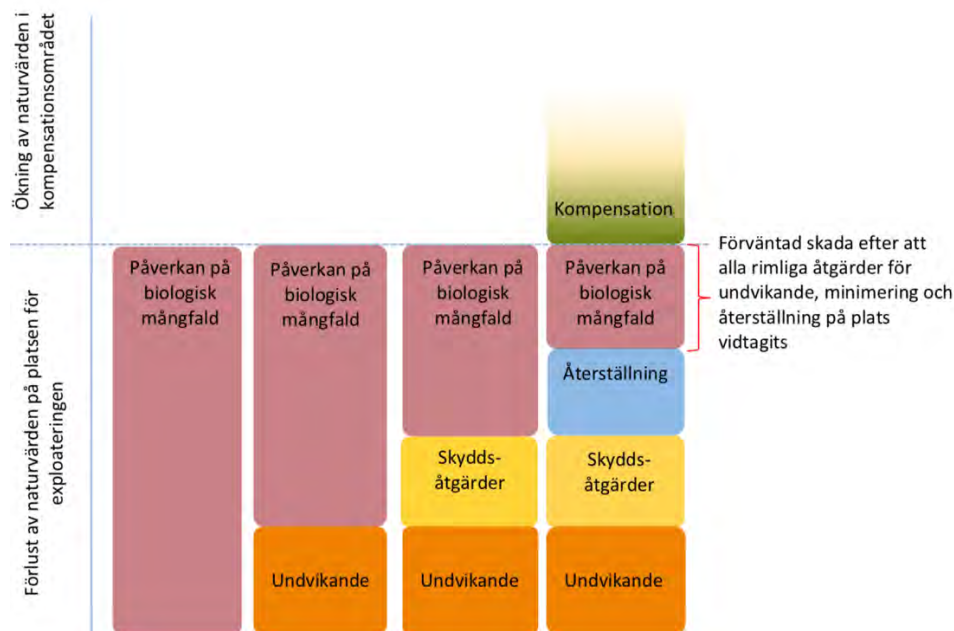 Ökning av naturvärden i
kompensationsområdet
Förlust av naturvärden på platsen för
exploateringen
Påverkan på
biologisk
mångfald
Påverkan på
biologisk
mångfald
Undvikande
Påverkan på
biologisk
mångfald
Skydds-
åtgärder
Undvikande
Kompensation
Påverkan på
biologisk
mångfald
Återställning
Skydds-
åtgärder
Undvikande
Förväntad skada efter att
alla rimliga åtgärder för
undvikande, minimering och
återställning på plats
vidtagits